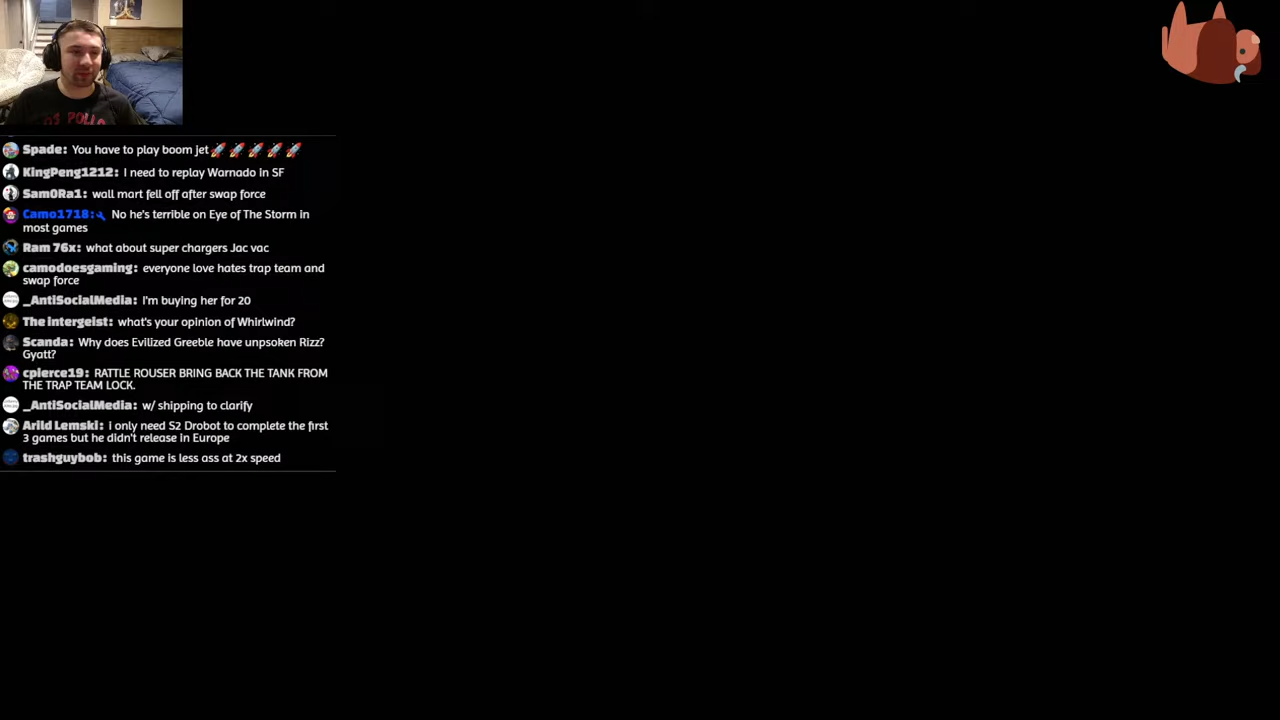 OS POLLO
Spade: You have to play boom jet🚀🚀🚀🚀🚀
KingPeng1212: I need to replay Warnado in SF
Sam0Ra1: wall mart fell off after swap force
Camo1718: No he's terrible on Eye of The Storm in
most games
Ram 76x: what about super chargers Jac vac
camodoesgaming: everyone love hates trap team and
swap force
_AntiSocialMedia: I'm buying her for 20
The intergeist: what's your opinion of Whirlwind?
Scanda: Why does Evilized Greeble have unspoken Rizz?
Gyatt?
cpierce19: RATTLE ROUSER BRING BACK THE TANK FROM
THE TRAP TEAM LOCK.
_AntiSocialMedia: w/ shipping to clarify
Arild Lemski: i only need S2 Drobot to complete the first
3 games but he didn't release in Europe
trashguybob: this game is less ass at 2x speed